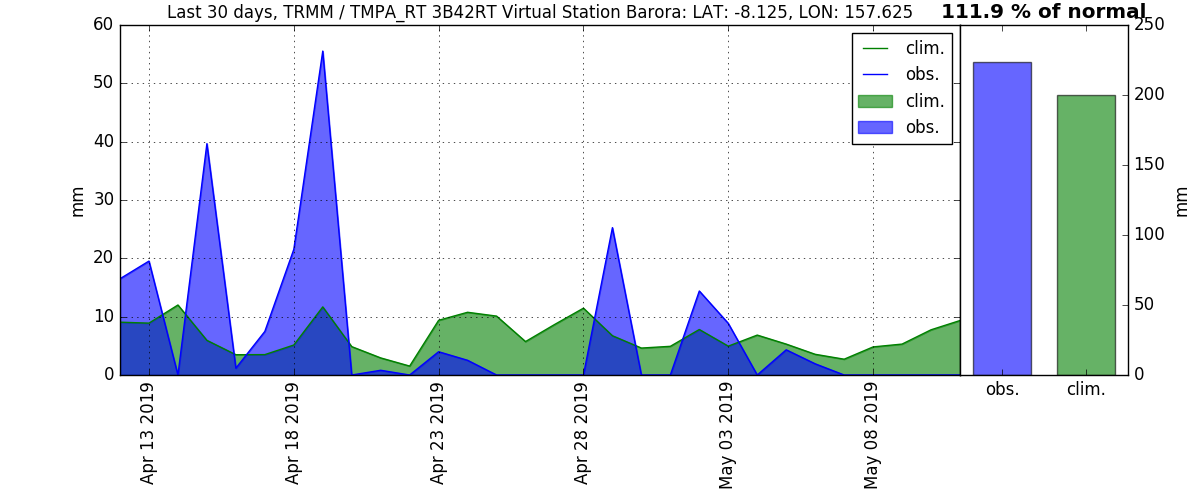 Last 30 days, TRMM / TMPA_RT 3B42RT Virtual Station Barora: LAT: -8.125, LON: 157.625
111.9 % of normal
60
50
40
30
20
10
0
mm
clim.
obs.
clim.
obs.
250
200
150
100
50
0
mm
Apr 13 2019
Apr 18 2019
Apr 23 2019
Apr 28 2019
May 03 2019
May 08 2019
obs.
clim.